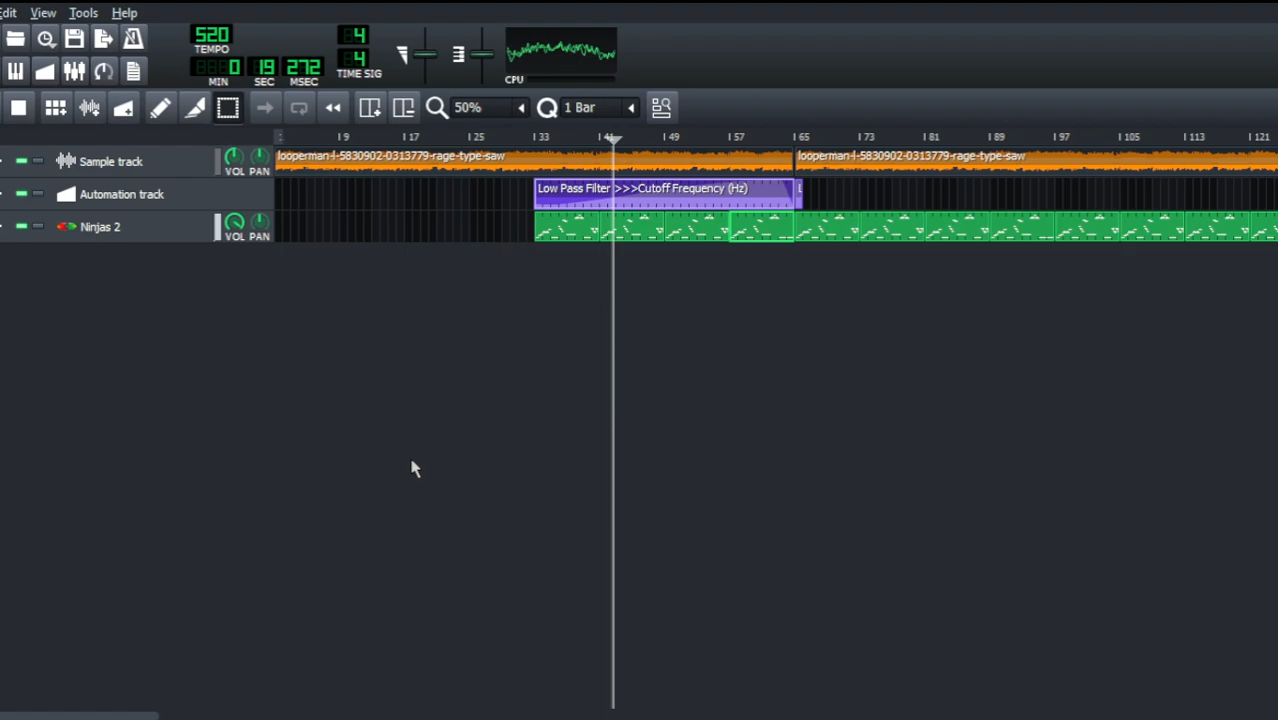 Edit View Tools Help
520
TEMPO
0 19 272
MIN SEC MSEC
4
4
TIME SIG
CPU
50%
Q 1 Bar
9 17 25 33 41 49 57 65 73 81 89 97 105 113 121
Sample track
VOL PAN
looperman-l-5830902-0313779-rage-type-saw
looperman-l-5830902-0313779-rage-type-saw
Automation track
Low Pass Filter >>>Cutoff Frequency (Hz)
L
Ninjas 2
VOL PAN